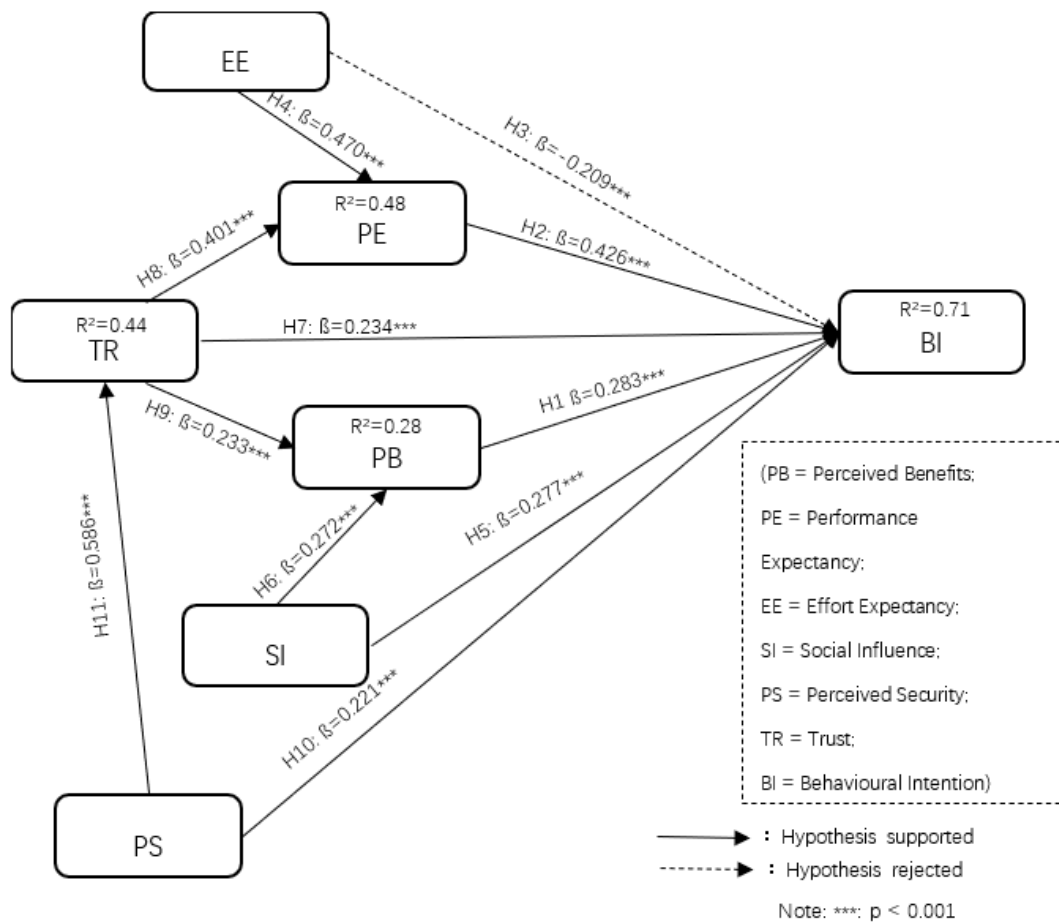 EE
H4: ß=0.470***
H3: ß=-0.209***
R²=0.48
PE
H8: ß=0.401***
H2: ß=0.426***
R²=0.44
TR
H7: ß=0.234***
R²=0.71
BI
H9: ß=0.233***
R²=0.28
PB
H1 ß=0.283***
H6: ß=0.272***
H5: ß=0.277***
H11: ß=0.586***
SI
H10: ß=0.221***
PS
(PB = Perceived Benefits;
PE = Performance
Expectancy;
EE = Effort Expectancy;
SI = Social Influence;
PS = Perceived Security;
TR = Trust;
BI = Behavioural Intention)
: Hypothesis supported
: Hypothesis rejected
Note: ***: p < 0.001